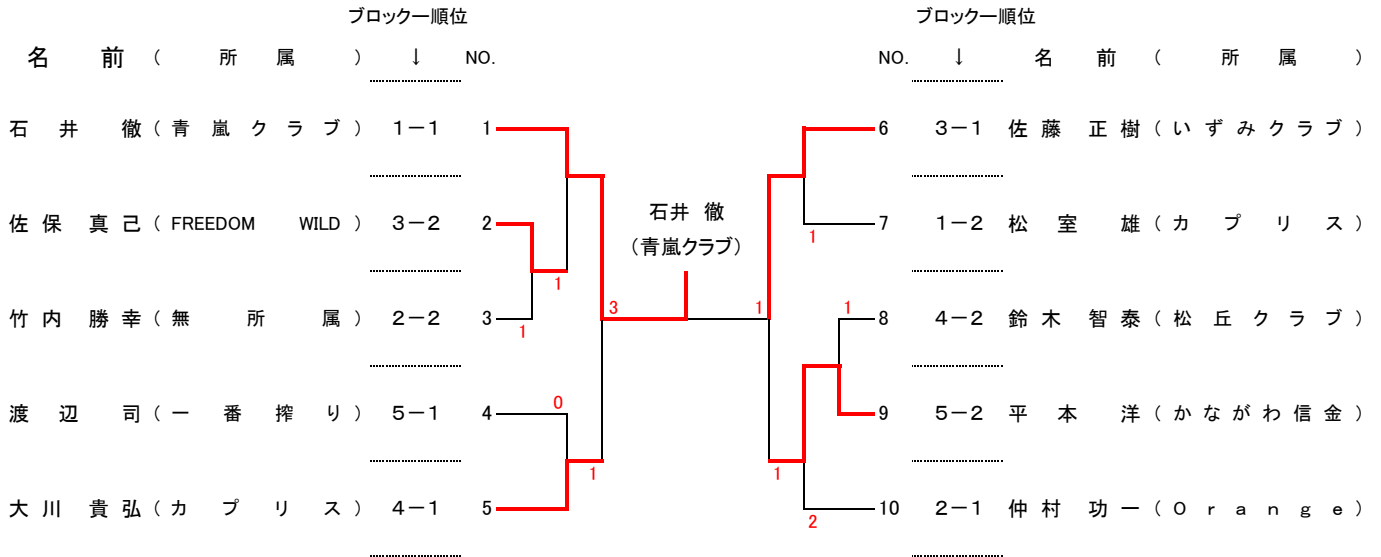 ブロックー順位 ブロックー順位
名 前 ( 所 属 ) ↓ NO. NO. ↓ 名 前 ( 所 属 )
石 井 徹 ( 青 嵐 ク ラ ブ ) 1-1 1 6 3-1 佐 藤 正 樹 ( い ず み ク ラ ブ )
石井 徹
佐 保 真 己 ( FREEDOM WILD ) 3-2 2 1 7 1-2 松 室 雄 ( カ プ リ ス )
(青嵐クラブ)
1
3 1 1
竹 内 勝 幸 ( 無 所 属 ) 2-2 3 1 8 4-2 鈴 木 智 泰 ( 松 丘 ク ラ ブ )
渡 辺 司 ( 一 番 搾 り ) 5-1 4 0 9 5-2 平 本 洋 ( か な が わ 信 金 )
1 1
大 川 貴 弘 ( カ プ リ ス ) 4-1 5 2 10 2-1 仲 村 功 一 ( O r a n g e )